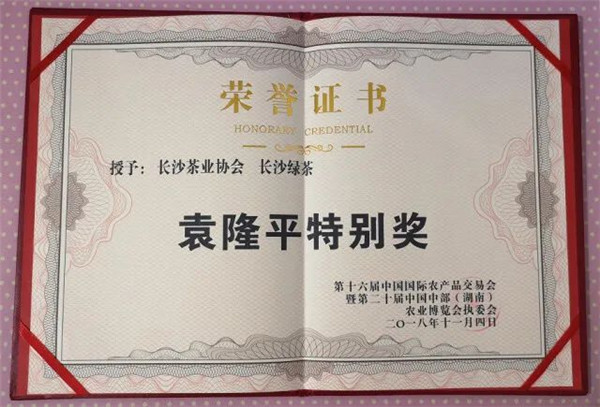 荣誉证书
HONORARY CREDENTIAL
授予：长沙茶业协会 长沙绿茶
袁隆平特别奖
第十六届中国国际农产品交易会
暨第二十届中国中部（湖南）
农业博览会执委会
二〇一八年十一月四日